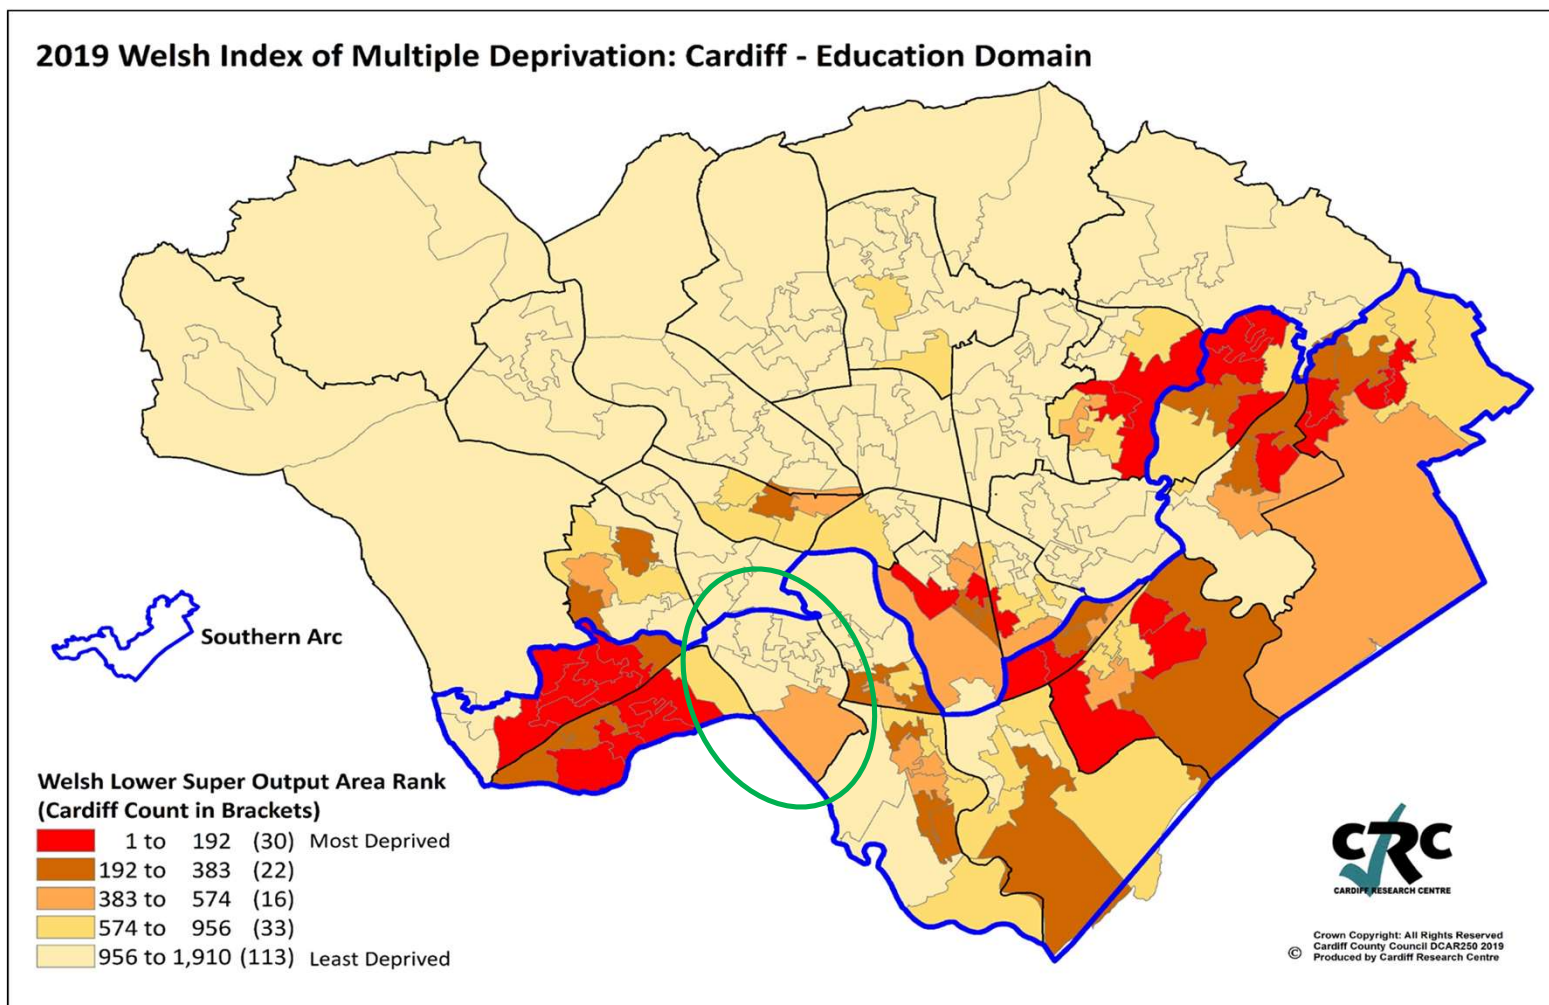 2019 Welsh Index of Multiple Deprivation: Cardiff - Education Domain
Southern Arc
Welsh Lower Super Output Area Rank
(Cardiff Count in Brackets)
1 to 192 (30) Most Deprived
192 to 383 (22)
383 to 574 (16)
574 to 956 (33)
956 to 1,910 (113) Least Deprived
CRC
CARDIFF RESEARCH CENTRE
Crown Copyright: All Rights Reserved
Cardiff County Council DCAR250 2019
© Produced by Cardiff Research Centre